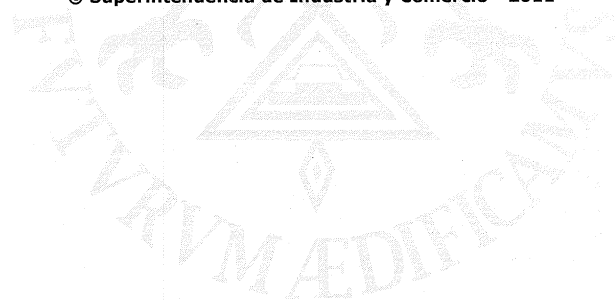 © Superintendencia de Industria y Comercio – 2011
FVTVRVM ÆDIFICAMVS